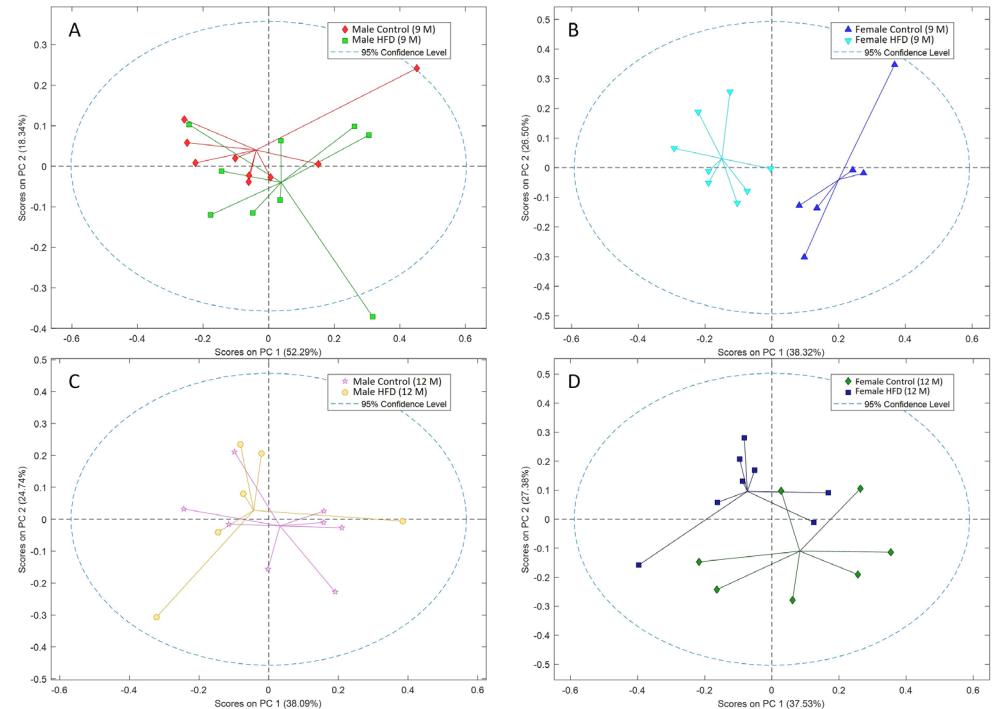 A
Male Control (9 M)
Male HFD (9 M)
95% Confidence Level
Scores on PC 2 (18.34%)
0.3
0.2
0.1
0
-0.1
-0.2
-0.3
-0.4
-0.6
-0.4
-0.2
0
0.2
0.4
0.6
Scores on PC 1 (52.29%)
B
Female Control (9 M)
Female HFD (9 M)
95% Confidence Level
Scores on PC 2 (26.50%)
0.5
0.4
0.3
0.2
0.1
0
-0.1
-0.2
-0.3
-0.4
-0.5
-0.6
-0.4
-0.2
0
0.2
0.4
0.6
Scores on PC 1 (38.32%)
C
Male Control (12 M)
Male HFD (12 M)
95% Confidence Level
Scores on PC 2 (24.74%)
0.5
0.4
0.3
0.2
0.1
0
-0.1
-0.2
-0.3
-0.4
-0.5
-0.6
-0.4
-0.2
0
0.2
0.4
0.6
Scores on PC 1 (38.09%)
D
Female Control (12 M)
Female HFD (12 M)
95% Confidence Level
Scores on PC 2 (27.38%)
0.5
0.4
0.3
0.2
0.1
0
-0.1
-0.2
-0.3
-0.4
-0.5
-0.6
-0.4
-0.2
0
0.2
0.4
0.6
Scores on PC 1 (37.53%)